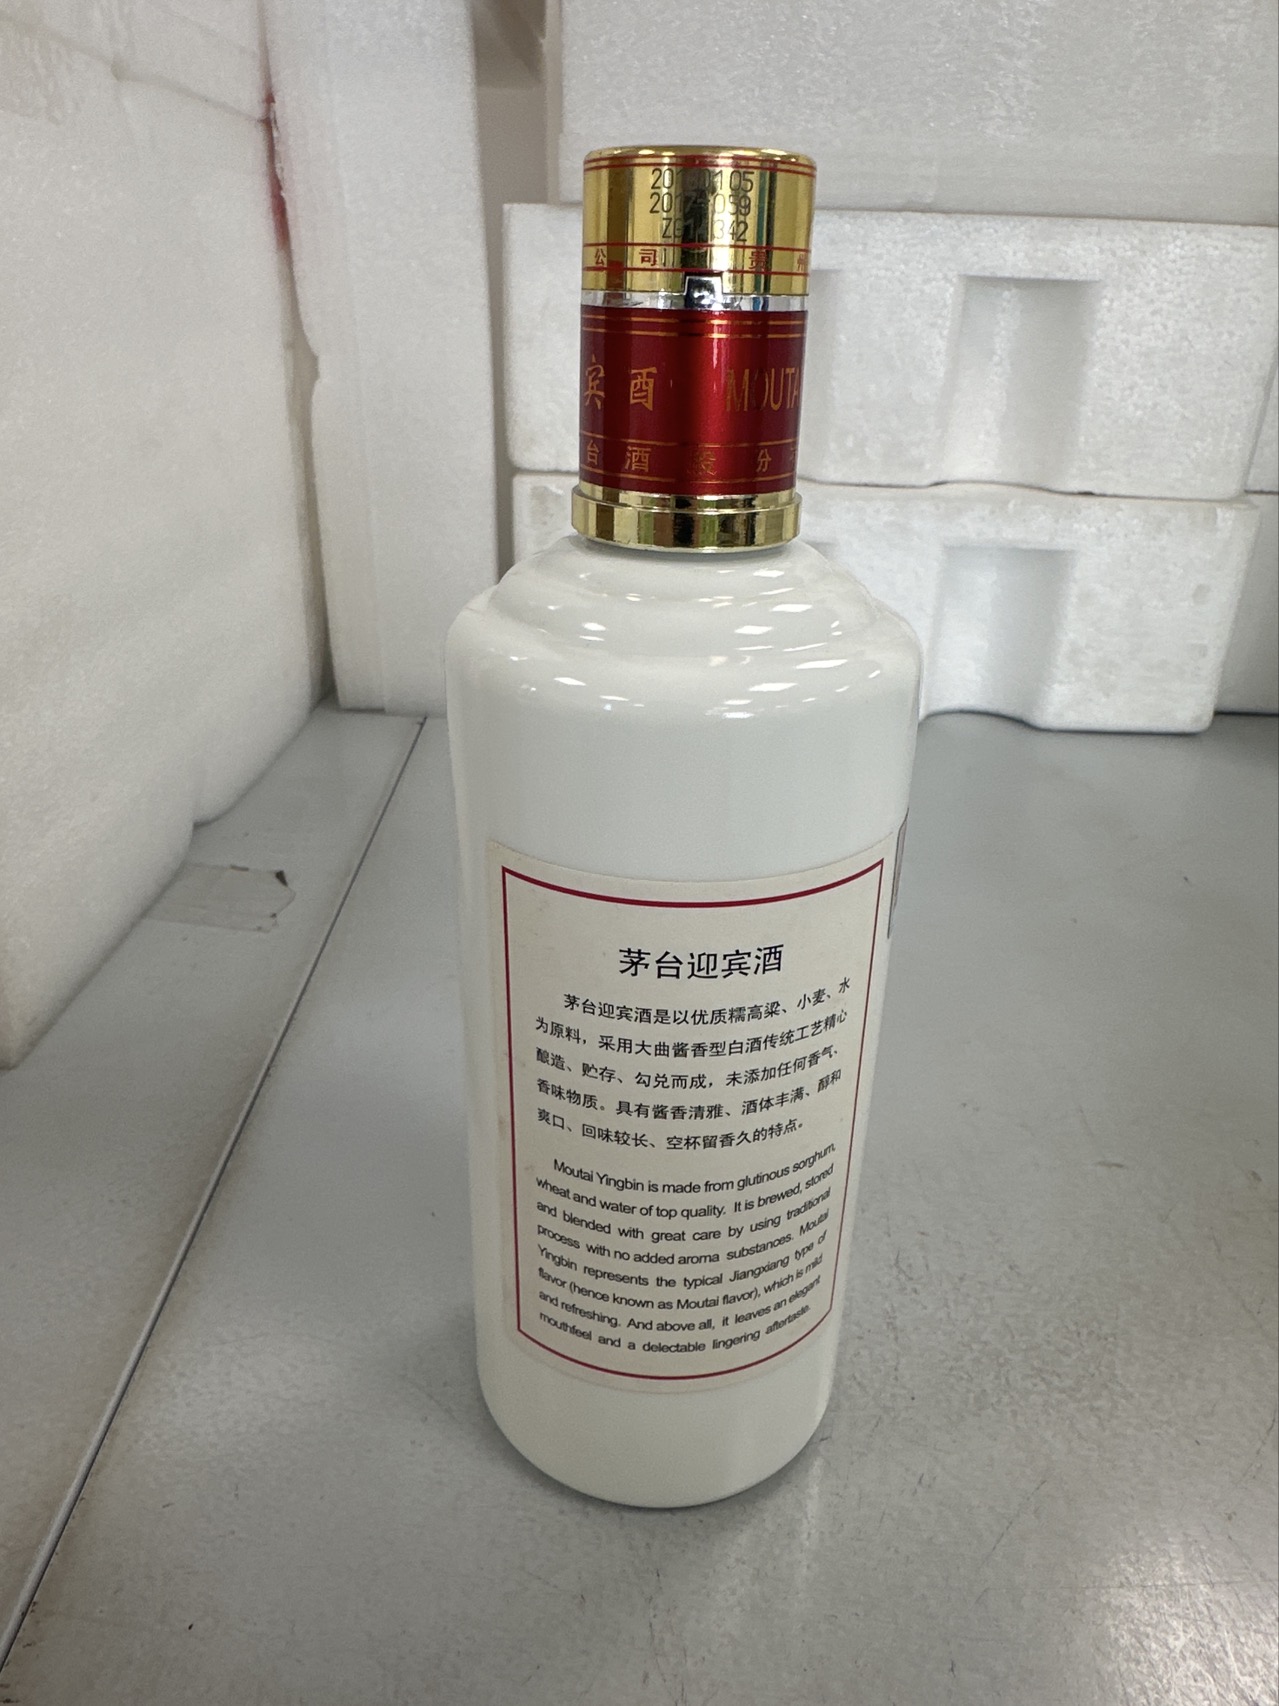 公司 贵州
宾酒 MOUTA
台酒 股 分
茅台迎宾酒
茅台迎宾酒是以优质糯高粱、小麦、水
为原料，采用大曲酱香型白酒传统工艺精心
酿造、贮存、勾兑而成，未添加任何香气、
香味物质。具有酱香清雅、酒体丰满、醇和
爽口、回味较长、空杯留香久的特点。
Moutai Yingbin is made from glutinous sorghum,
wheat and water of top quality. It is brewed, stored
and blended with great care by using traditional
process with no added aroma substances. Moutai
Yingbin represents the typical Jiangxiang type of
flavor (hence known as Moutai flavor), which is mild
and refreshing. And above all, it leaves an elegant
mouthfeel and a delectable lingering aftertaste.